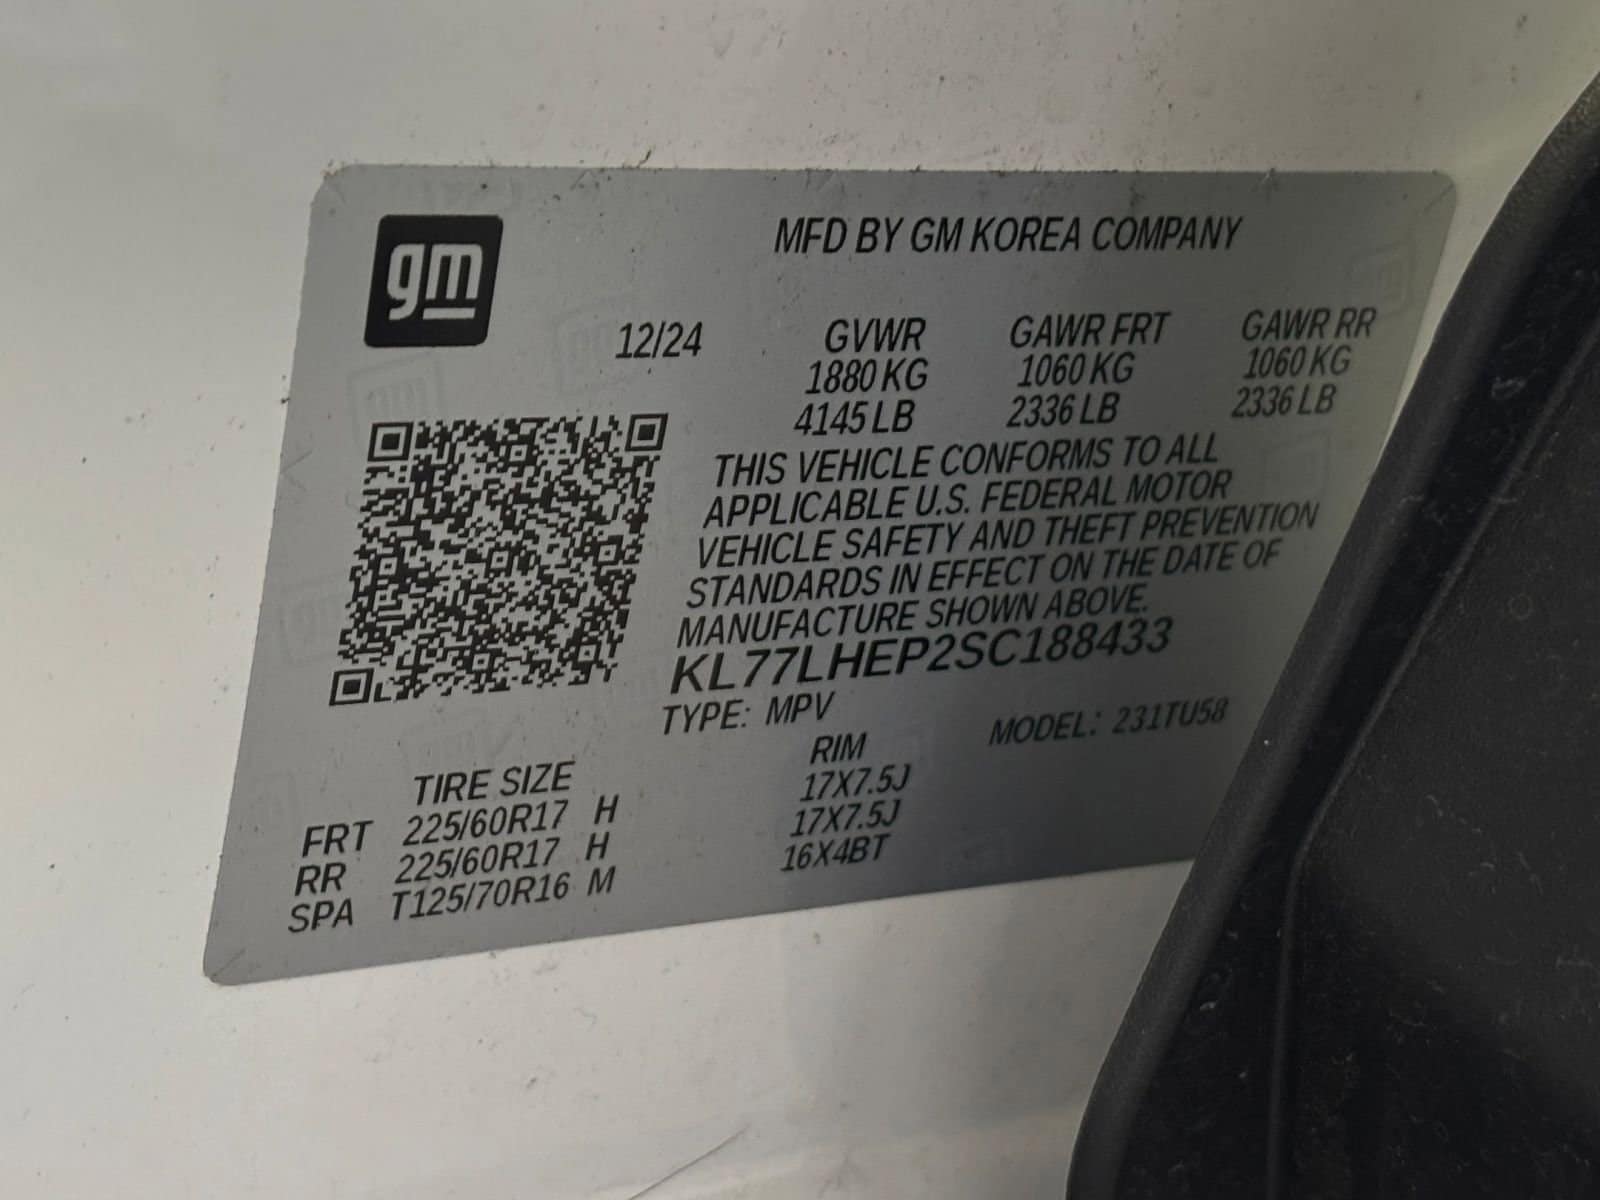 gm
MFD BY GM KOREA COMPANY
12/24 GVWR GAWR FRT GAWR RR
1880 KG 1060 KG 1060 KG
4145 LB 2336 LB 2336 LB
THIS VEHICLE CONFORMS TO ALL
APPLICABLE U.S. FEDERAL MOTOR
VEHICLE SAFETY AND THEFT PREVENTION
STANDARDS IN EFFECT ON THE DATE OF
MANUFACTURE SHOWN ABOVE.
KL77LHEP2SC188433
TYPE: MPV MODEL: 231TU58
TIRE SIZE RIM
FRT 225/60R17 H 17X7.5J
RR 225/60R17 H 17X7.5J
SPA T125/70R16 M 16X4BT